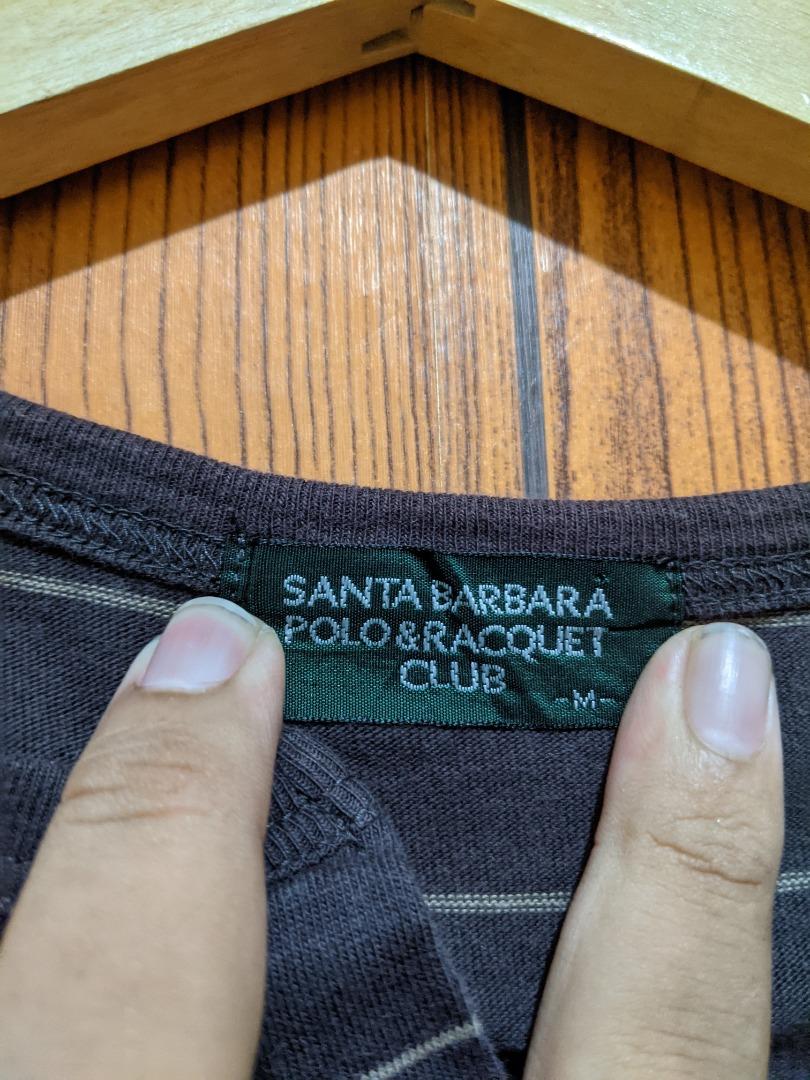 SANTA BARBARA
POLO & RACQUET
CLUB
-M-